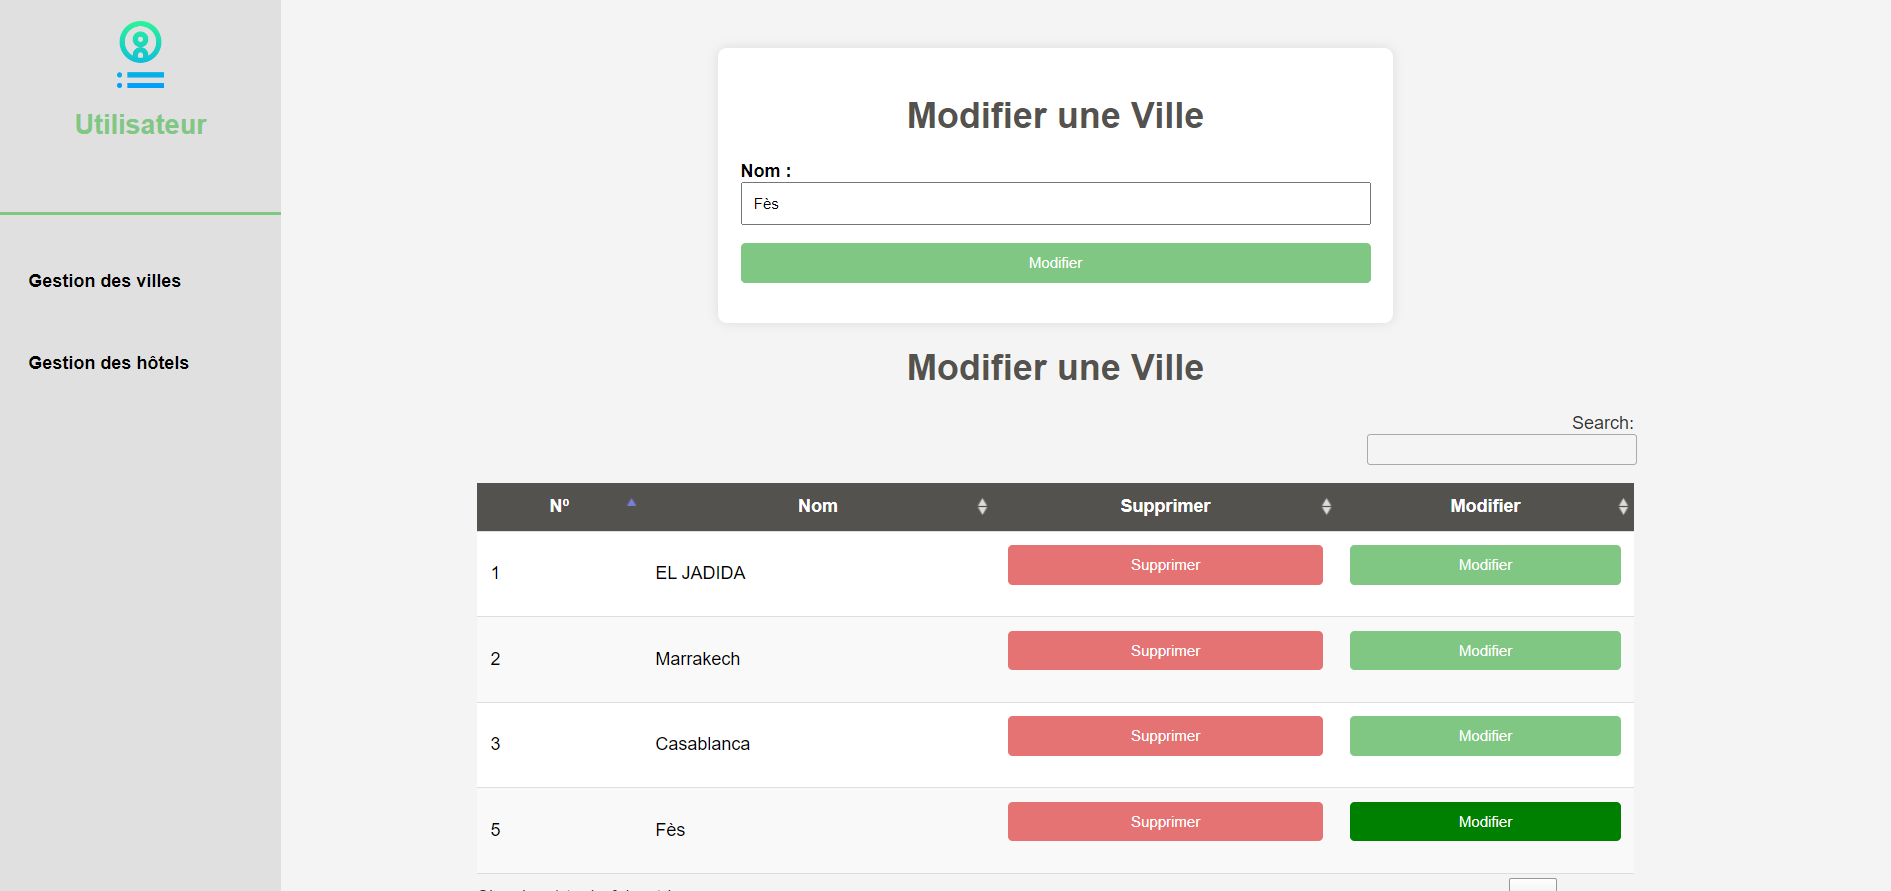 Utilisateur
Gestion des villes
Gestion des hôtels
Modifier une Ville
Nom :
Fès
Modifier
Modifier une Ville
Search:
Nº Nom Supprimer Modifier
1 EL JADIDA Supprimer Modifier
2 Marrakech Supprimer Modifier
3 Casablanca Supprimer Modifier
5 Fès Supprimer Modifier